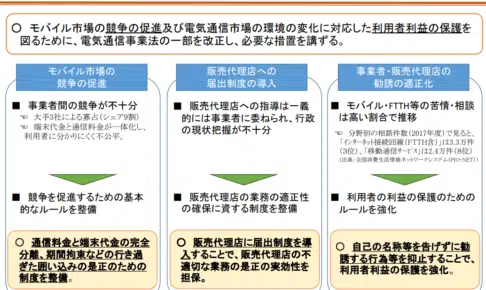 ○ モバイル市場の競争の促進及び電気通信市場の環境の変化に対応した利用者利益の保護を
図るために、電気通信事業法の一部を改正し、必要な措置を講ずる。
モバイル市場の
競争の促進
■ 事業者間の競争が不十分
☜ 大手3社による寡占(シェア9割)
☜ 端末代金と通信料金が一体化し、
利用者に分かりにくく不公平。
■ 競争を促進するための基本
的なルールを整備
○ 通信料金と端末代金の完全
分離、期間拘束などの行き過
ぎた囲い込みの是正のための
制度を整備。
販売代理店への
届出制度の導入
■ 販売代理店への指導は一義
的には事業者に委ねられ、行政
の現状把握が不十分
■ 販売代理店の業務の適正性
の確保に資する制度を整備
○ 販売代理店に届出制度を導
入することで、販売代理店の不
適切な業務の是正の実効性を
担保。
事業者・販売代理店の
勧誘の適正化
■ モバイル・FTTH等の苦情・相談
は高い割合で推移
☜ 分野別の相談件数(2017年度)で見ると、
「インターネット接続回線(FTTH含)」は3.3万件
(3位)、「移動通信サービス」は2.4万件(8位)
(出典:全国消費生活情報ネットワークシステム(PIO-NET))
■ 利用者の利益の保護のための
ルールを強化
○ 自己の名称等を告げずに勧
誘する行為等を抑止することで、
利用者利益の保護を強化。